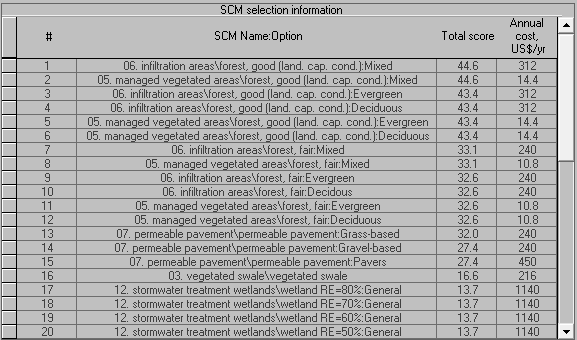 SCM selection information
# SCM Name:Option Total score Annual cost, US$/yr
1 06. infiltration areas\forest, good (land. cap. cond.):Mixed 44.6 312
2 05. managed vegetated areas\forest, good (land. cap. cond.):Mixed 44.6 14.4
3 06. infiltration areas\forest, good (land. cap. cond.):Evergreen 43.4 312
4 06. infiltration areas\forest, good (land. cap. cond.):Deciduous 43.4 312
5 05. managed vegetated areas\forest, good (land. cap. cond.):Evergreen 43.4 14.4
6 05. managed vegetated areas\forest, good (land. cap. cond.):Deciduous 43.4 14.4
7 06. infiltration areas\forest, fair:Mixed 33.1 240
8 05. managed vegetated areas\forest, fair:Mixed 33.1 10.8
9 06. infiltration areas\forest, fair:Evergreen 32.6 240
10 06. infiltration areas\forest, fair:Decidous 32.6 240
11 05. managed vegetated areas\forest, fair:Evergreen 32.6 10.8
12 05. managed vegetated areas\forest, fair:Deciduous 32.6 10.8
13 07. permeable pavement\permeable pavement:Grass-based 32.0 240
14 07. permeable pavement\permeable pavement:Gravel-based 27.4 240
15 07. permeable pavement\permeable pavement:Pavers 27.4 450
16 03. vegetated swale\vegetated swale 16.6 216
17 12. stormwater treatment wetlands\wetland RE=80%:General 13.7 1140
18 12. stormwater treatment wetlands\wetland RE=70%:General 13.7 1140
19 12. stormwater treatment wetlands\wetland RE=60%:General 13.7 1140
20 12. stormwater treatment wetlands\wetland RE=50%:General 13.7 1140